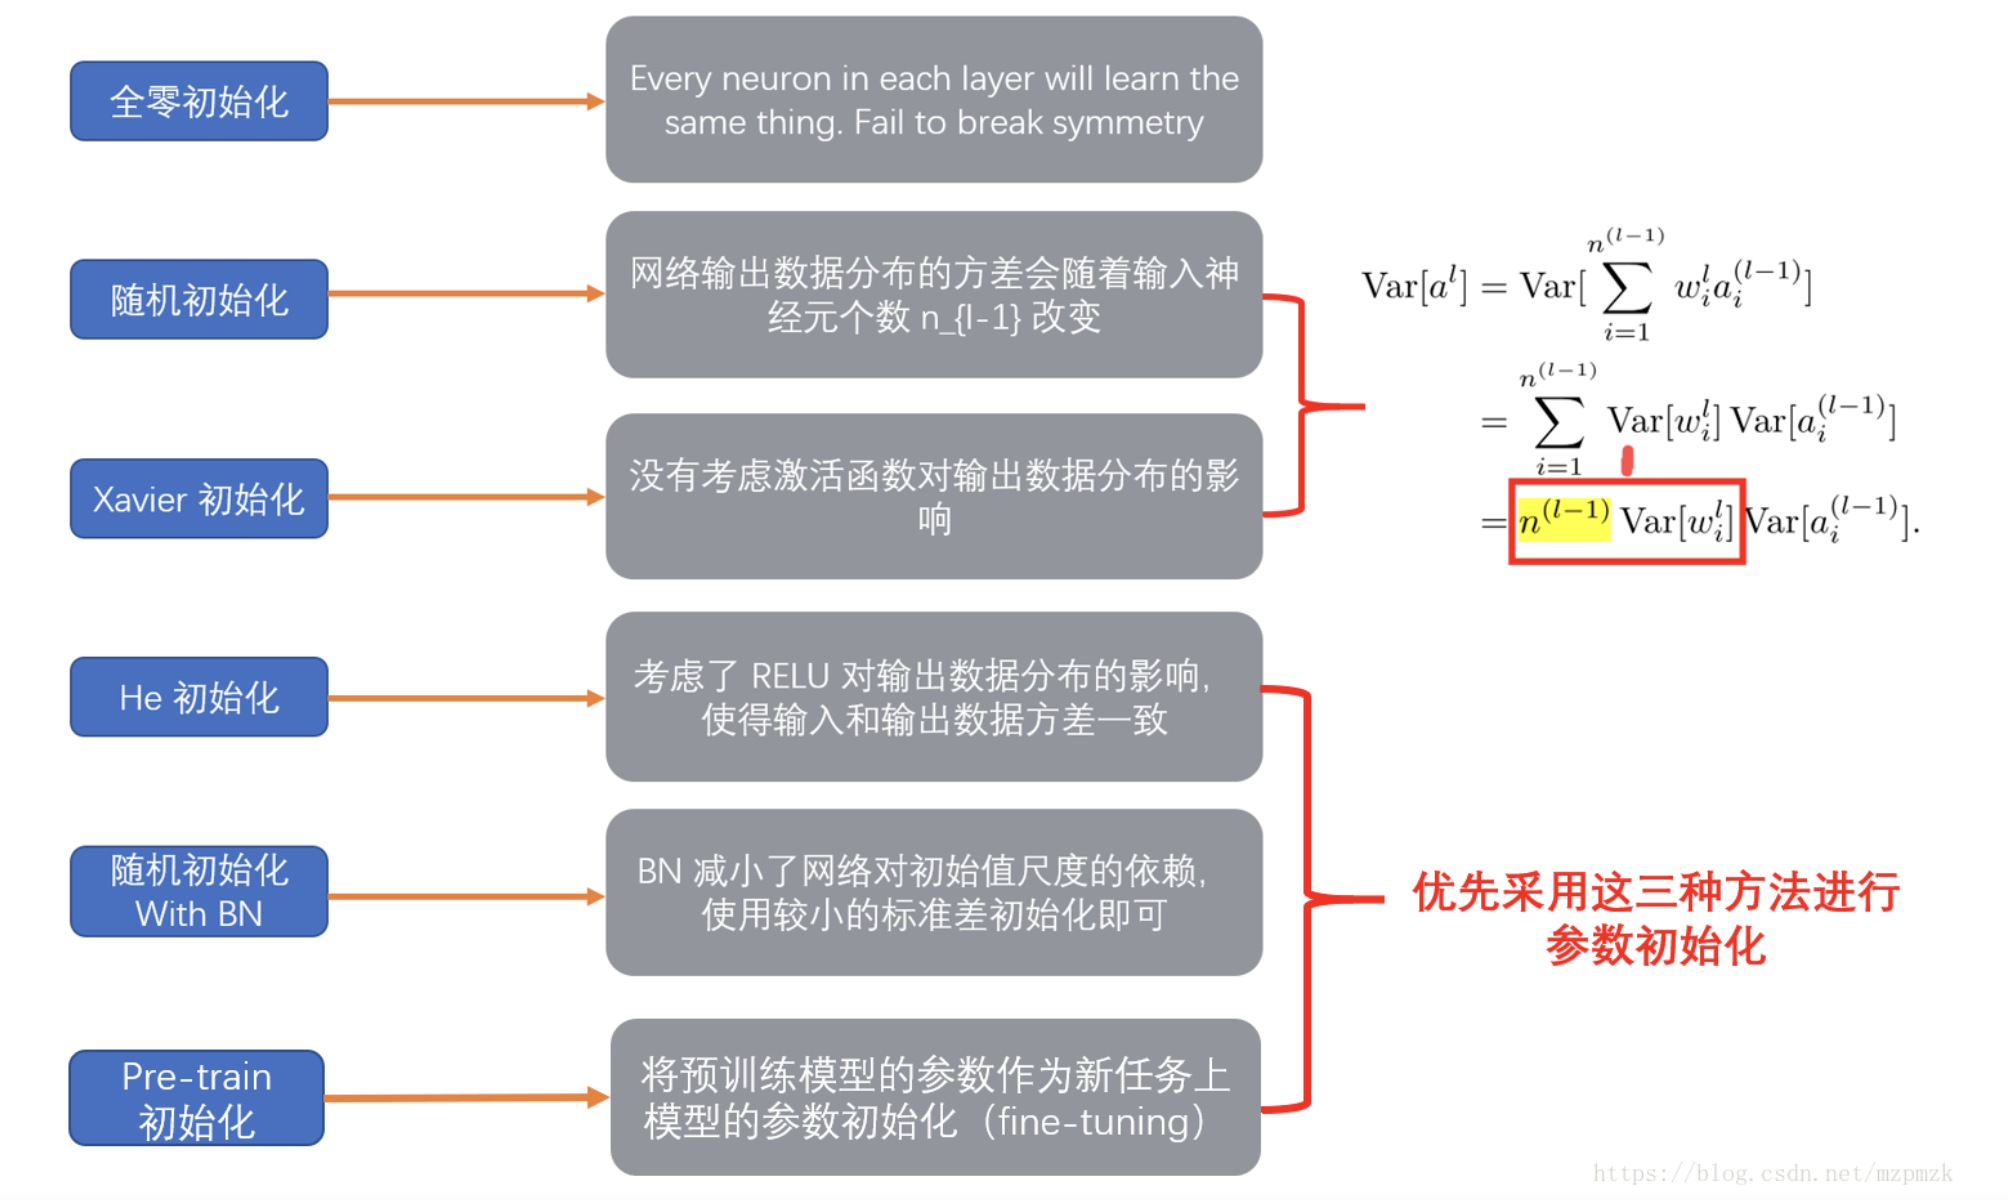 全零初始化
Every neuron in each layer will learn the
same thing. Fail to break symmetry
随机初始化
网络输出数据分布的方差会随着输入神
经元个数 n_{l-1} 改变
Xavier 初始化
没有考虑激活函数对输出数据分布的影
响
Var[a^l] = Var[∑_{i=1}^{n^{(l-1)}} w_i^l a_i^{(l-1)}]
= ∑_{i=1}^{n^{(l-1)}} Var[w_i^l] Var[a_i^{(l-1)}]
= n^{(l-1)} Var[w_i^l] Var[a_i^{(l-1)}].
He 初始化
考虑了 RELU 对输出数据分布的影响,
使得输入和输出数据方差一致
随机初始化
With BN
BN 减小了网络对初始值尺度的依赖,
使用较小的标准差初始化即可
Pre-train
初始化
将预训练模型的参数作为新任务上
模型的参数初始化（fine-tuning）
优先采用这三种方法进行
参数初始化
https://blog.csdn.net/mzpmzk